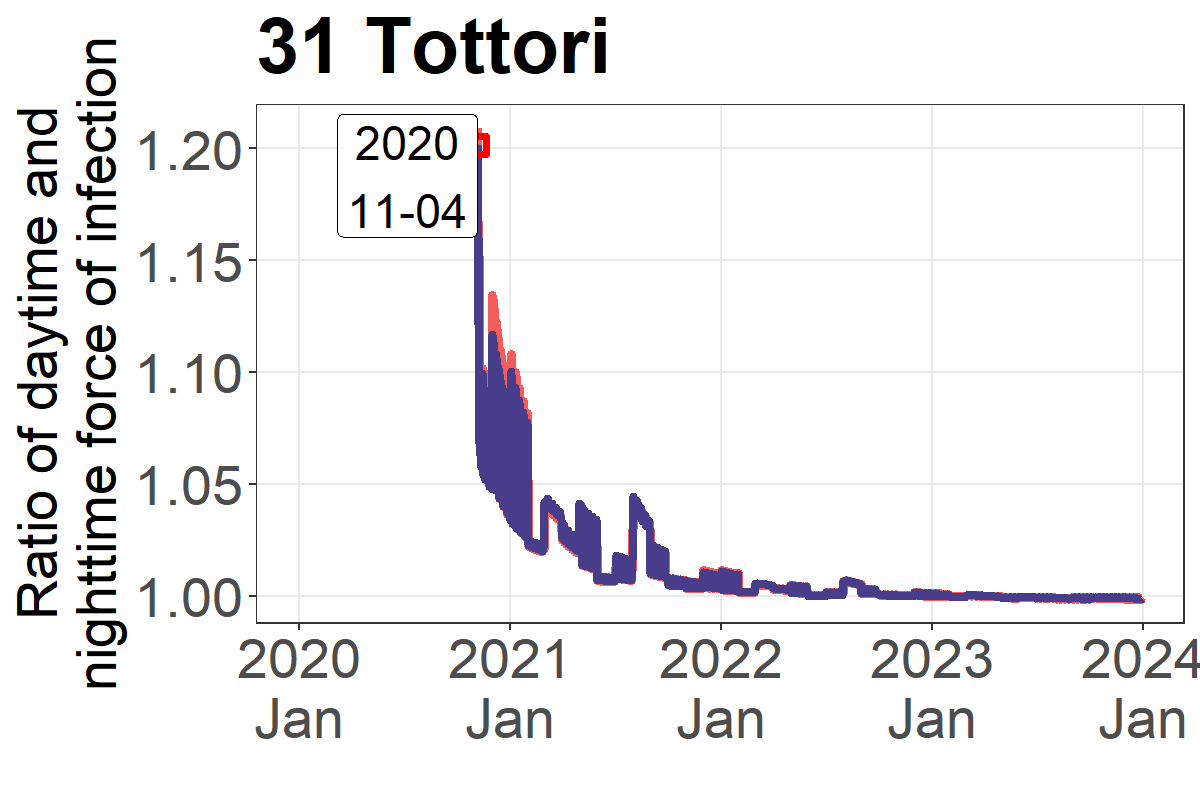 31 Tottori
Ratio of daytime and
nighttime force of infection
1.20
1.15
1.10
1.05
1.00
2020
11-04
2020 2021 2022 2023 2024
Jan Jan Jan Jan Jan